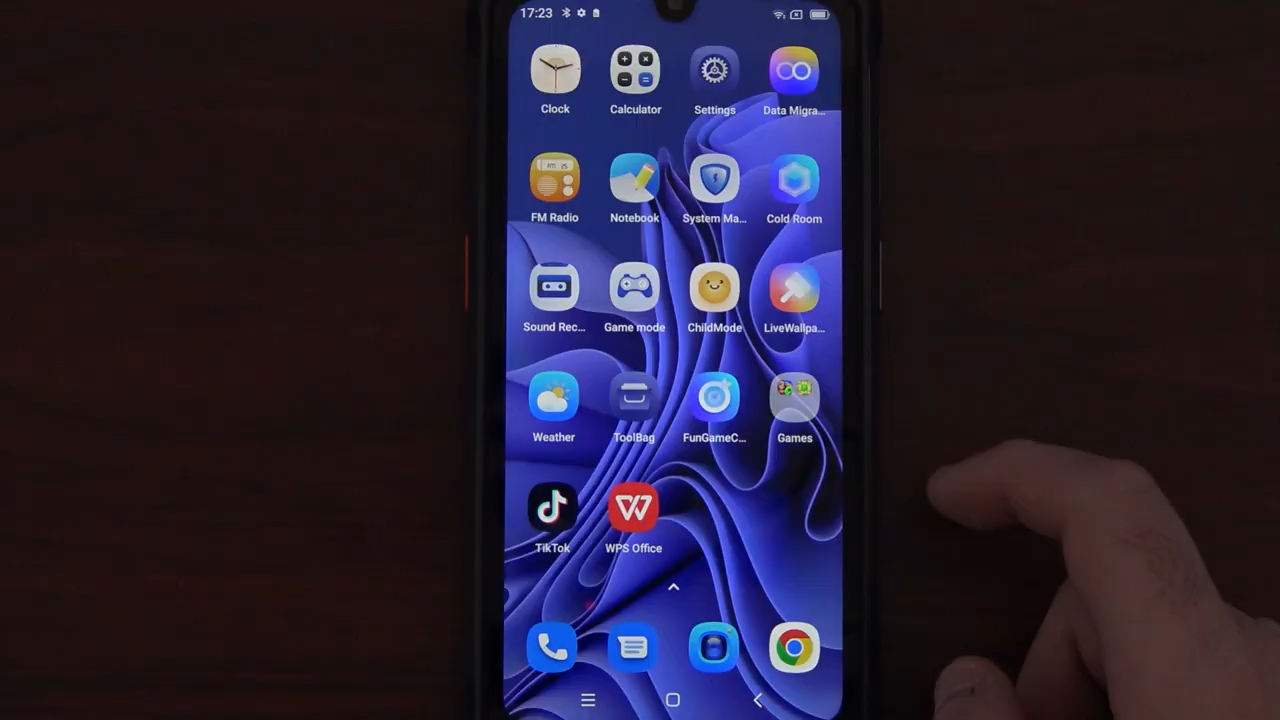 17:23
Clock Calculator Settings Data Migra...
FM Radio Notebook System Ma... Cold Room
Sound Rec... Game mode ChildMode LiveWallpa...
Weather ToolBag FunGameC... Games
TikTok WPS Office